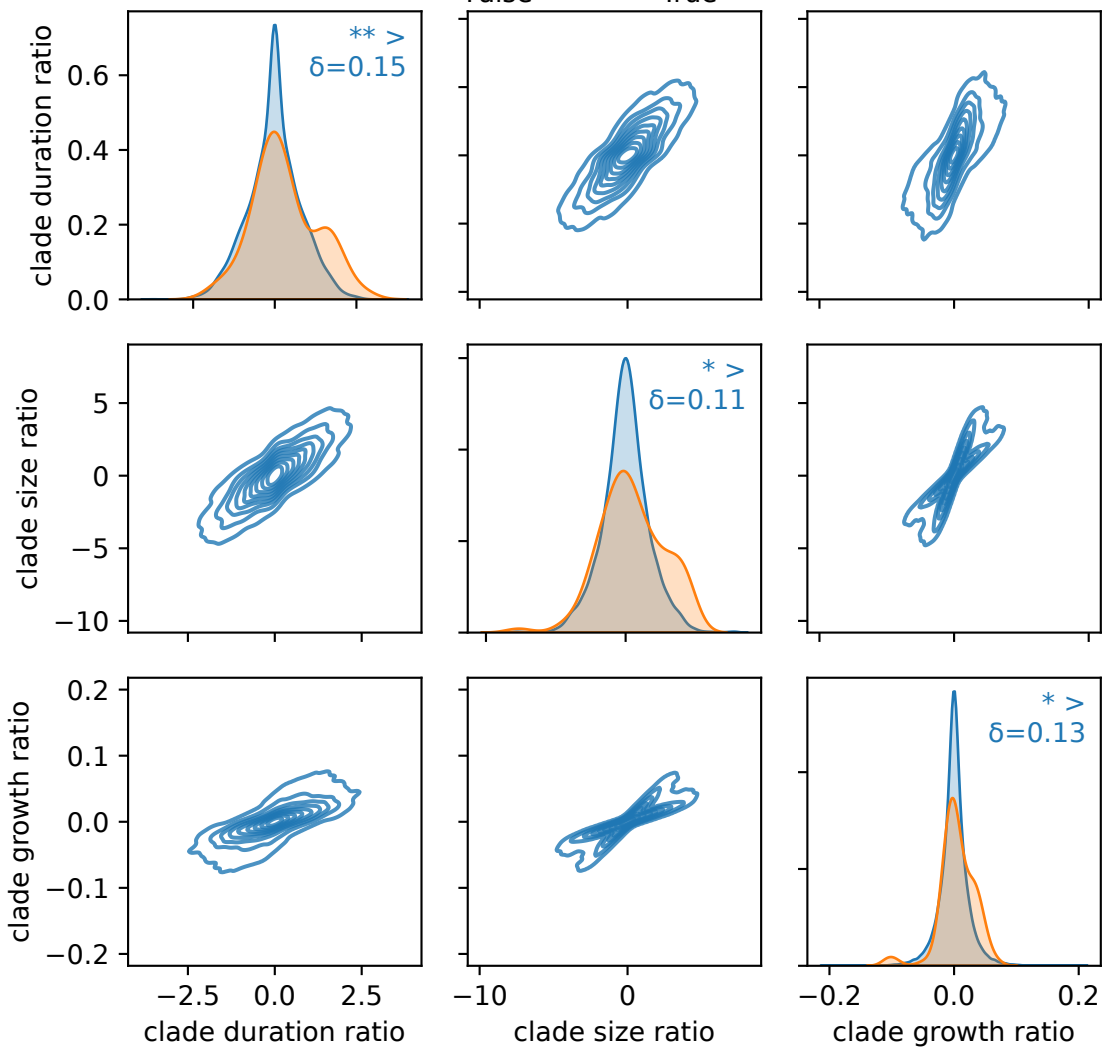 clade duration ratio
0.6
0.4
0.2
0.0
** >
δ=0.15
clade size ratio
5
0
−5
−10
* >
δ=0.11
clade growth ratio
0.2
0.1
0.0
−0.1
−0.2
* >
δ=0.13
−2.5 0.0 2.5
−10 0
−0.2 0.0 0.2
clade duration ratio
clade size ratio
clade growth ratio